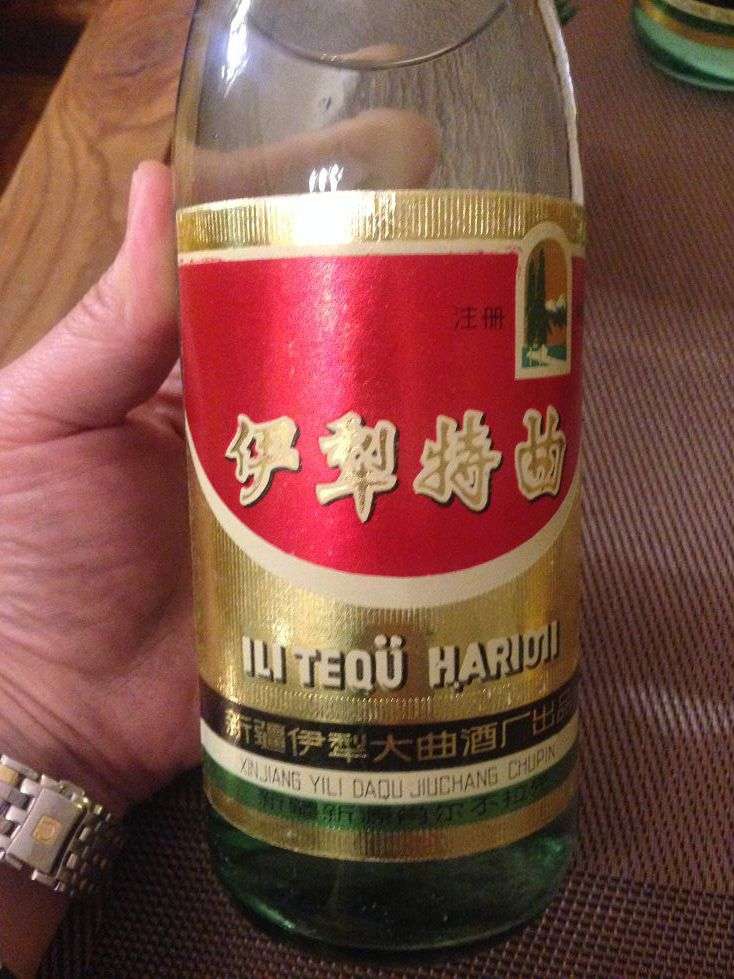 注册
伊犁特曲
ILI TEQÜ HARIⱪI
新疆伊犁大曲酒厂出品
XINJIANG YILI DAQU JIUCHANG CHUPIN